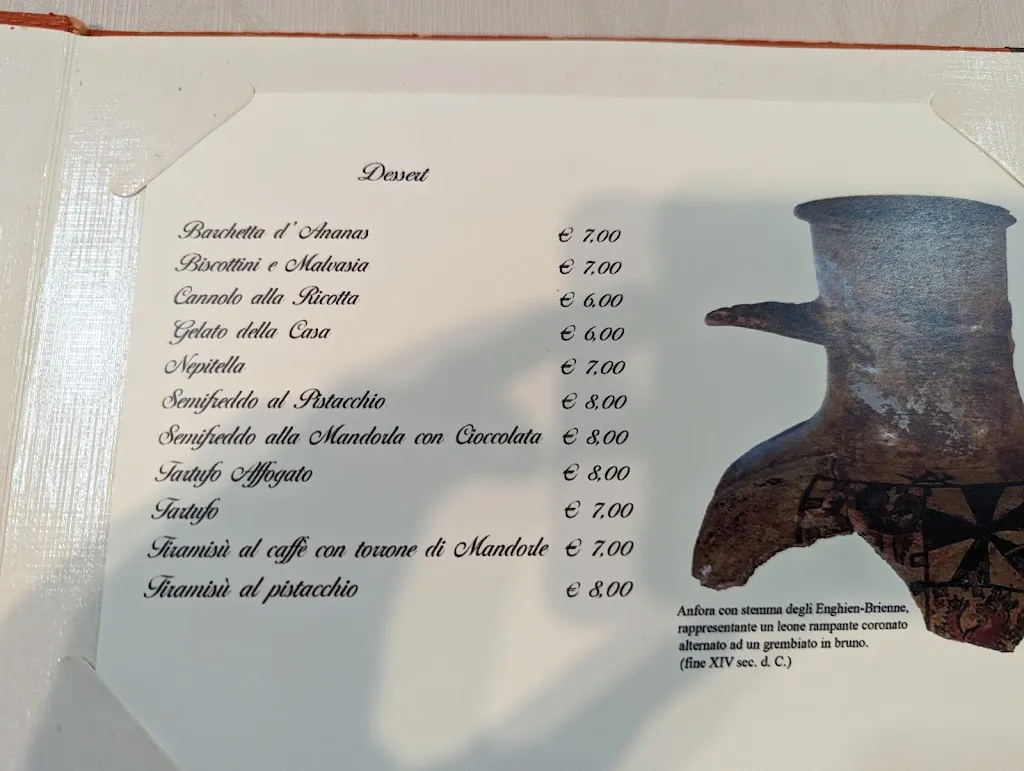 Dessert
Barchetta d' Ananas € 7,00
Biscottini e Malvasia € 7,00
Cannolo alla Ricotta € 6,00
Gelato della Casa € 6,00
Nepitella € 7,00
Semifreddo al Pistacchio € 8,00
Semifreddo alla Mandorla con Cioccolata € 8,00
Tartufo Affogato € 8,00
Tartufo € 7,00
Tiramisù al caffè con torrone di Mandorle € 7,00
Tiramisù al pistacchio € 8,00
Anfora con stemma degli Enghien-Brienne,
rappresentante un leone rampante coronato
alternato ad un grembiato in bruno.
(fine XIV sec. d. C.)